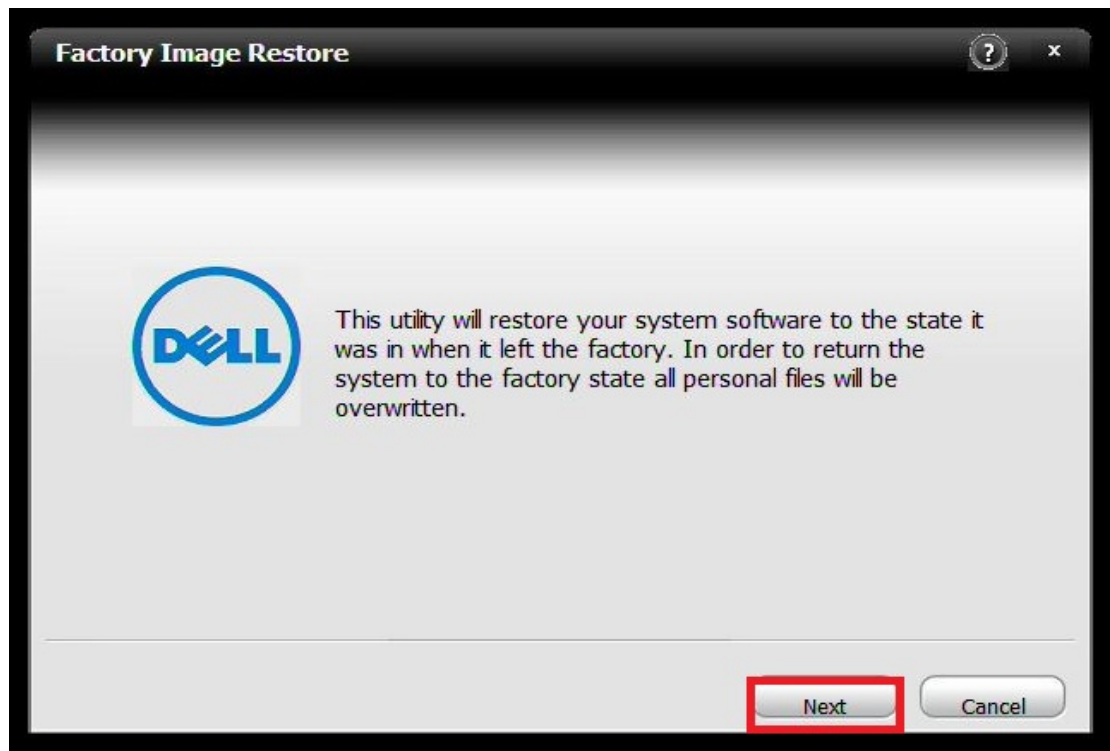 Factory Image Restore
? x
DELL
This utility will restore your system software to the state it
was in when it left the factory. In order to return the
system to the factory state all personal files will be
overwritten.
Next Cancel